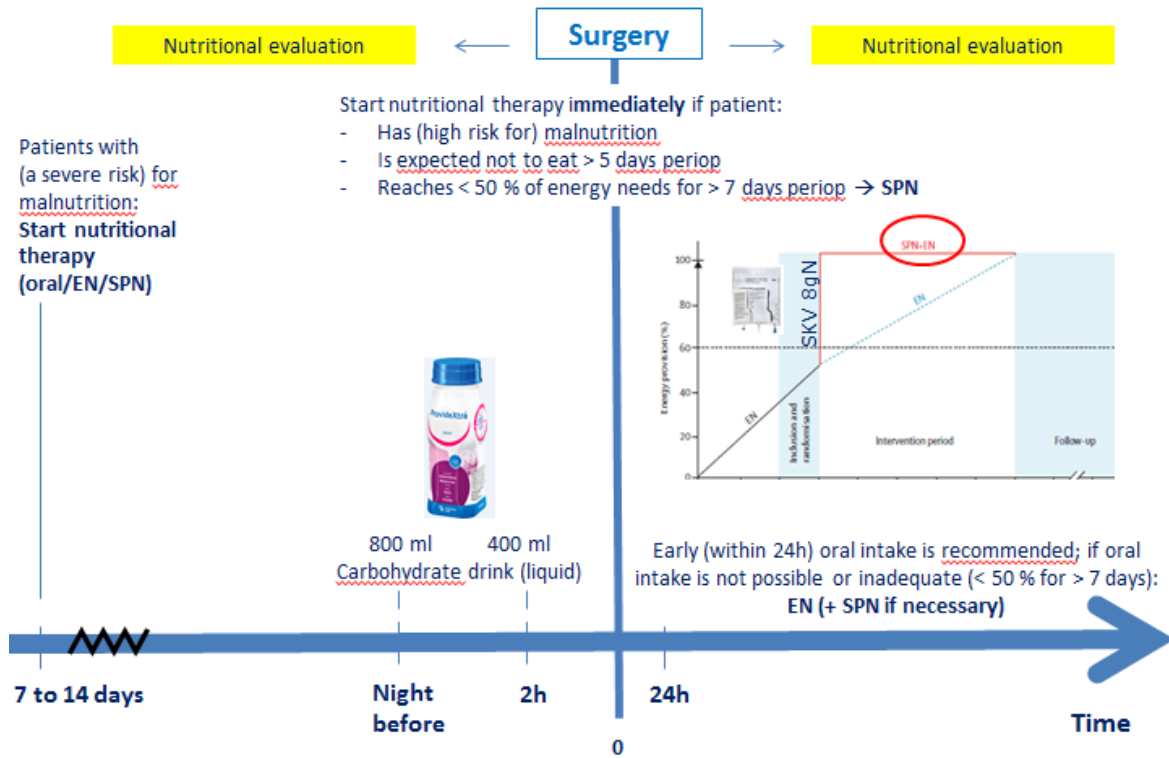 Nutritional evaluation
Surgery
Nutritional evaluation
Start nutritional therapy immediately if patient:
- Has (high risk for) malnutrition
- Is expected not to eat > 5 days periop
- Reaches < 50 % of energy needs for > 7 days periop → SPN
Patients with
(a severe risk) for
malnutrition:
Start nutritional
therapy
(oral/EN/SPN)
SPN+EN
EN
EN
SKV 8gN
Energy provision (%)
100
80
60
40
20
0
Inclusion and
randomisation
Intervention period
Follow-up
ProvideXtra
800 ml
400 ml
Carbohydrate drink (liquid)
Early (within 24h) oral intake is recommended; if oral
intake is not possible or inadequate (< 50 % for > 7 days):
EN (+ SPN if necessary)
7 to 14 days
Night
before
2h
24h
Time
0